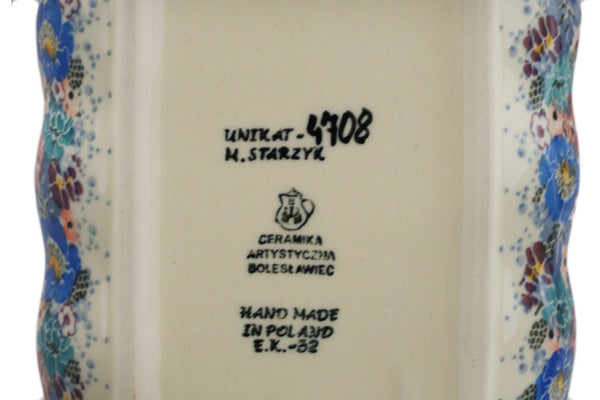 UNIKAT-4708
M. STARZYK
CERAMIKA
ARTYSTYCZNA
BOLESŁAWIEC
HAND MADE
IN POLAND
E.K.-32